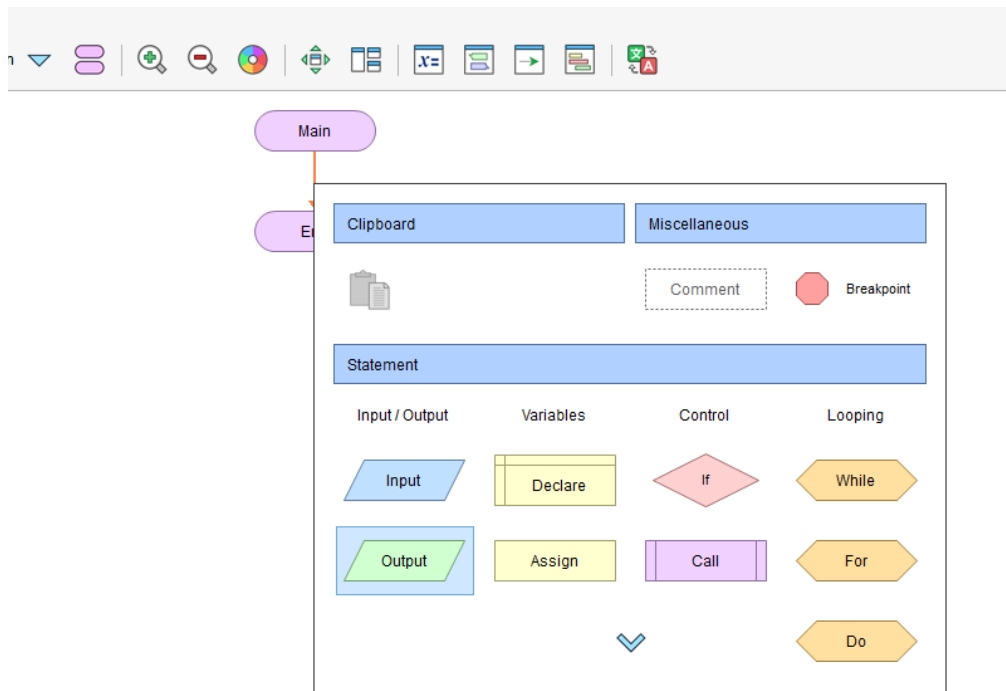 x=
A
Main
Clipboard
Miscellaneous
Comment
Breakpoint
Statement
Input / Output
Variables
Control
Looping
Input
Declare
If
While
Output
Assign
Call
For
Do